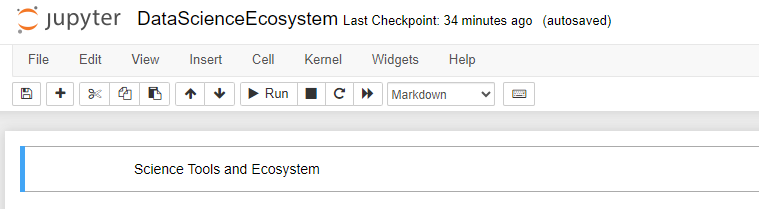 jupyter DataScienceEcosystem Last Checkpoint: 34 minutes ago (autosaved)
File Edit View Insert Cell Kernel Widgets Help
Run Markdown
Science Tools and Ecosystem